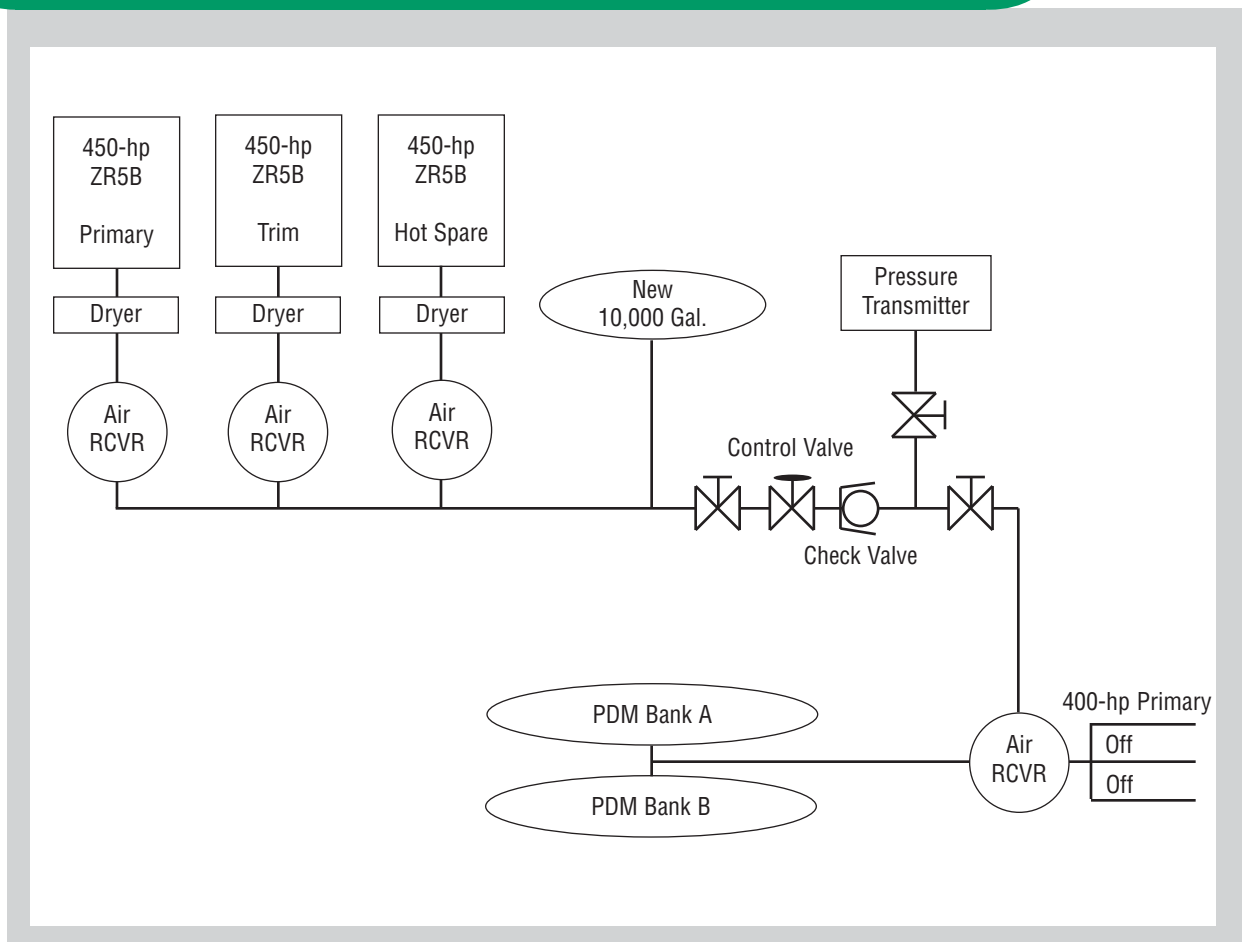 450-hp
ZR5B
Primary
450-hp
ZR5B
Trim
450-hp
ZR5B
Hot Spare
Dryer
Dryer
Dryer
New
10,000 Gal.
Pressure
Transmitter
Air
RCVR
Air
RCVR
Air
RCVR
Control Valve
Check Valve
PDM Bank A
PDM Bank B
Air
RCVR
400-hp Primary
Off
Off